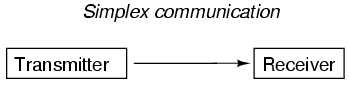 Simplex communication
Transmitter Receiver